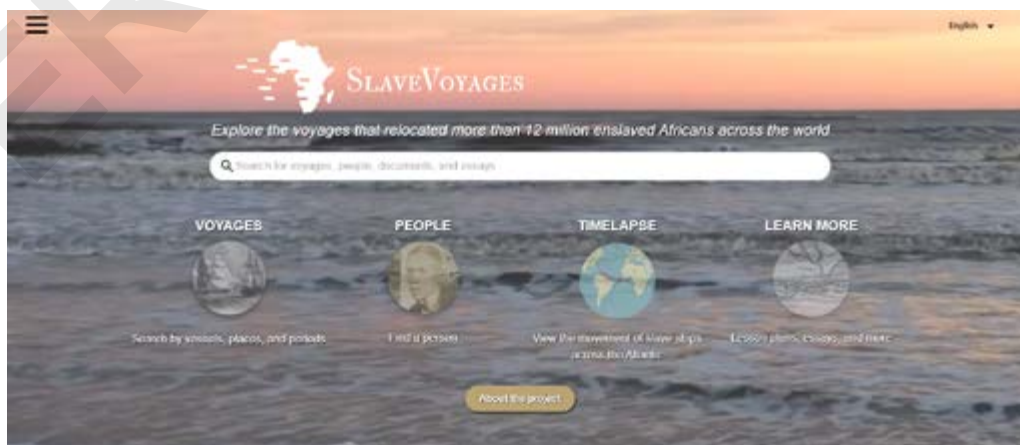 English
SLAVEVOYAGES
Explore the voyages that relocated more than 12 million enslaved Africans across the world
Search for voyages, people, documents, and essays
VOYAGES PEOPLE TIMELAPSE LEARN MORE
Search by vessels, places, and periods Find a person View the movement of slave ships Lesson plans, essays, and more
across the Atlantic
About the project